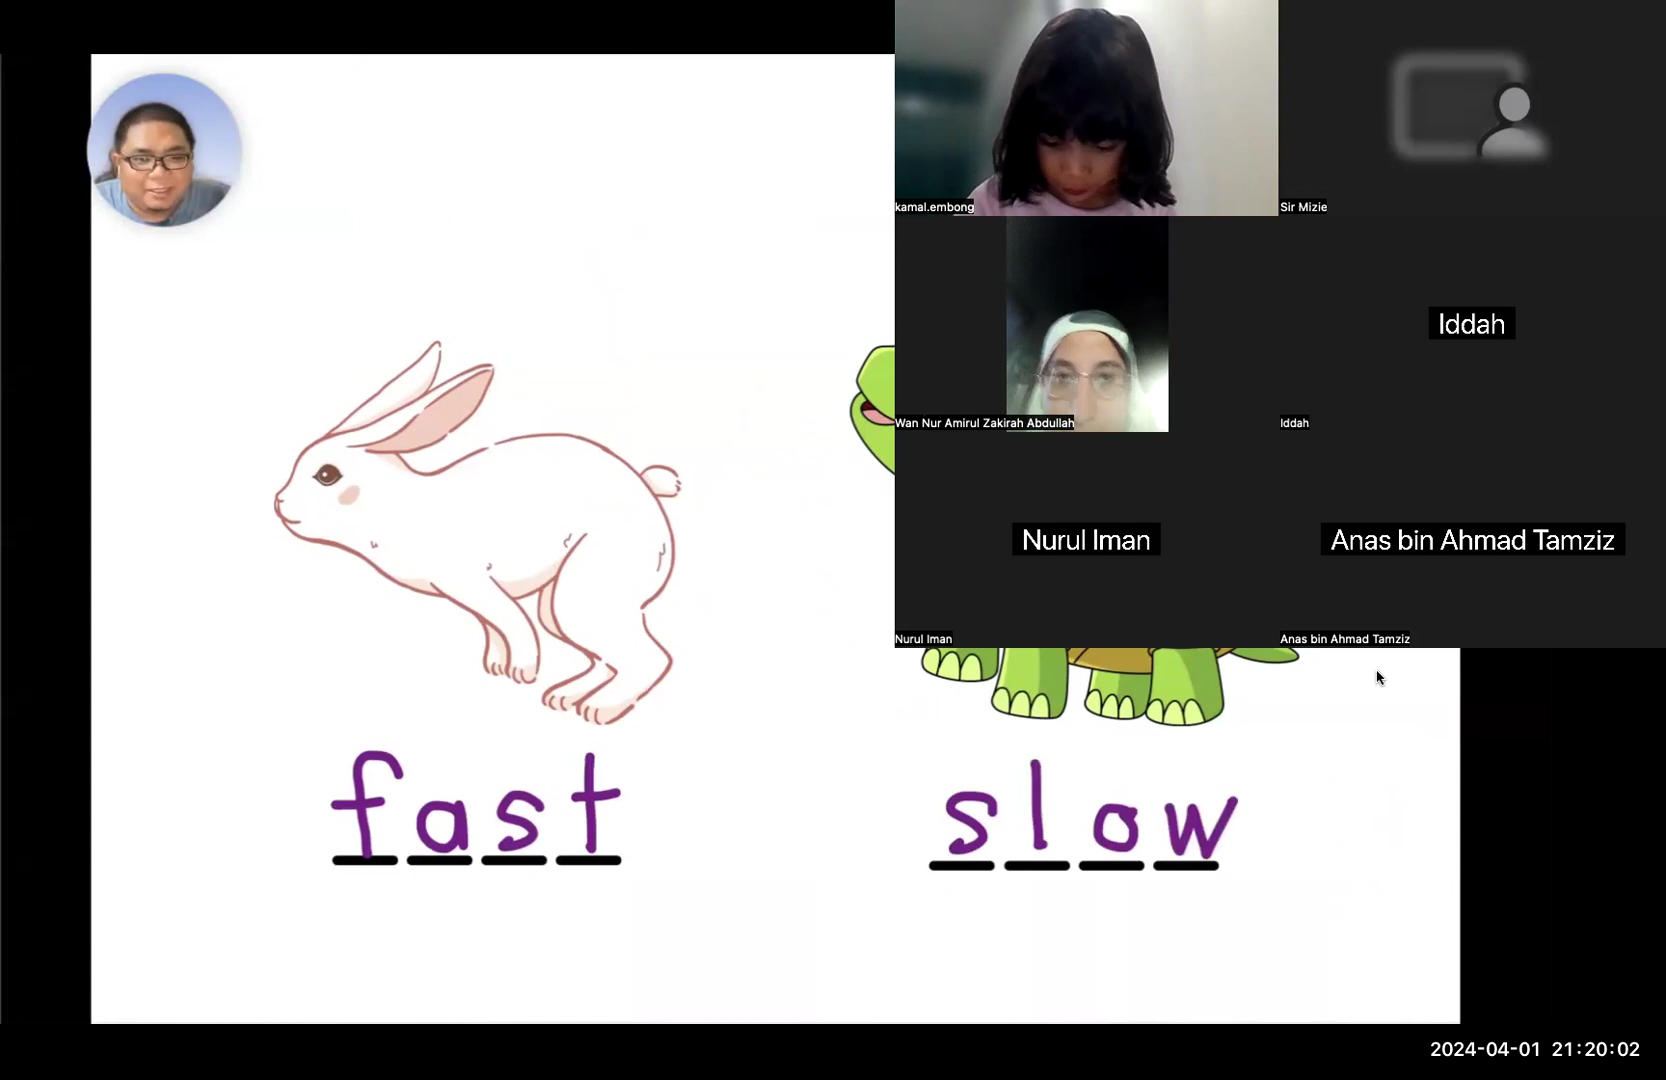 kamal.embong
Sir Mizie
Wan Nur Amirul Zakirah Abdullah
Iddah
Iddah
Nurul Iman
Nurul Iman
Anas bin Ahmad Tamziz
Anas bin Ahmad Tamziz
fast
slow
2024-04-01 21:20:02